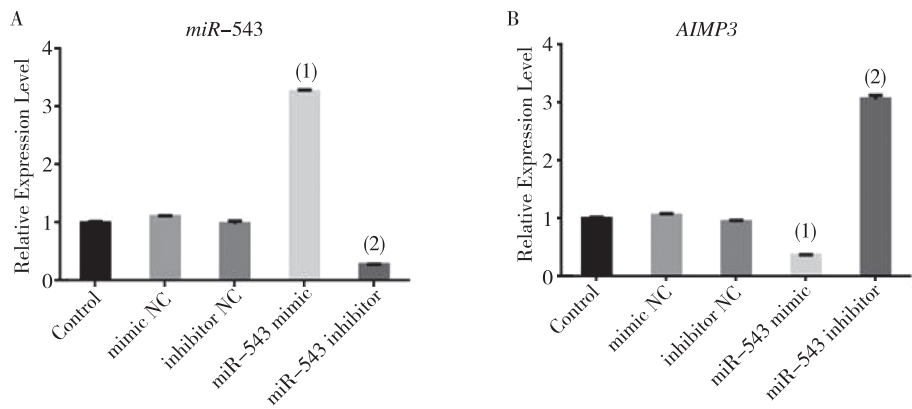 A
miR-543
Relative Expression Level
4
3
2
1
0
(1)
(2)
Control
mimic NC
inhibitor NC
miR-543 mimic
miR-543 inhibitor
B
AIMP3
Relative Expression Level
4
3
2
1
0
(1)
(2)
Control
mimic NC
inhibitor NC
miR-543 mimic
miR-543 inhibitor